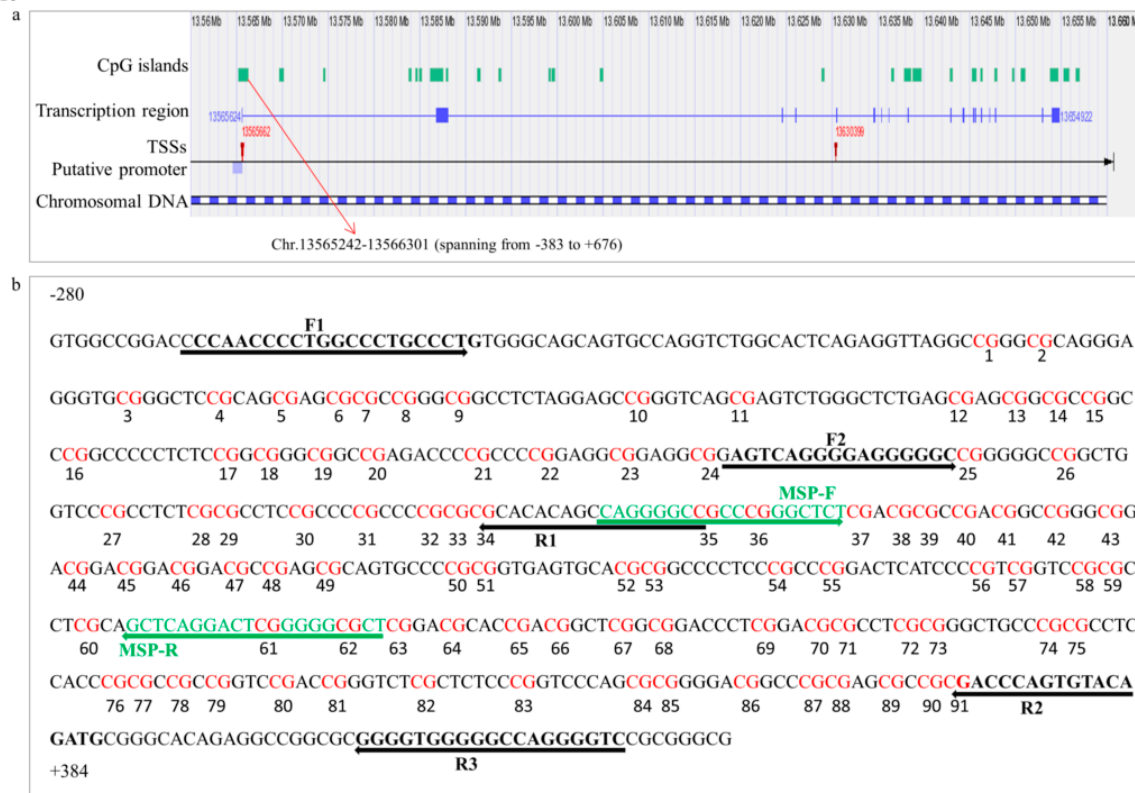 a
13.56 Mb 13.565 Mb 13.570 Mb 13.575 Mb 13.580 Mb 13.585 Mb 13.590 Mb 13.595 Mb 13.600 Mb 13.605 Mb 13.610 Mb 13.615 Mb 13.620 Mb 13.625 Mb 13.630 Mb 13.635 Mb 13.640 Mb 13.645 Mb 13.650 Mb 13.655 Mb 13.660 M
CpG islands
Transcription region 13565624 13654922
13565662 13630399
TSSs
Putative promoter
Chromosomal DNA
Chr.13565242-13566301 (spanning from -383 to +676)
b
-280
F1
GTGGCCGGACCCCCAACCCCTGGCCCTGCCCTGTGGGCAGCAGTGCCAGGTCTGGCACTCAGAGGTTAGGCCGGGCGCAGGGA
1 2
GGGTGCGGGCTCCGCAGCGAGCGCGCCGGGCGGCCTCTAGGAGCCGGGTCAGCGAGTCTGGGCTCTGAGCGAGCGGCGCCGGC
3 4 5 6 7 8 9 10 11 12 13 14 15
F2
CCGGCCCCCTCTCCGGCGGGCGGCCGAGACCCCCGCCCCGGAGGCGGAGGCGGAGTCAGGGGAGGGGGCCGGGGGCCGGCTG
16 17 18 19 20 21 22 23 24 25 26
MSP-F
GTCCCGCCTCTCGCGCCTCCGCCCCGCCCCGCGCGCACACAGCCAGGGGCCGCCCGGGCTCTCGACGCGCCGACGGCCGGGCGG
27 28 29 30 31 32 33 34 R1 35 36 37 38 39 40 41 42 43
ACGGACGGACGGACGCCGAGCGCAGTGCCCCGCGGTGAGTGCACGCGGCCCCTCCCGCCCGGACTCATCCCCGTCGGTCCGCGC
44 45 46 47 48 49 50 51 52 53 54 55 56 57 58 59
CTCGCAGCTCAGGACTCGGGGGCGCTCGGACGCACCGACGGCTCGGCGGACCCTCGGACGCGCCTCGCGGGCTGCCCGCGCCTC
60 MSP-R 61 62 63 64 65 66 67 68 69 70 71 72 73 74 75
CACCCGCGCCGCCGGTCCGACCGGGTCTCGCTCTCCCGGTCCCAGCGCGGGGACGGCCCGCGAGCGCCGCGACCCAGTGTACA
76 77 78 79 80 81 82 83 84 85 86 87 88 89 90 91 R2
GATGCGGGCACAGAGGCCGGCGCGGGGTGGGGGCCAGGGGTCCGCGGGCG
+384 R3